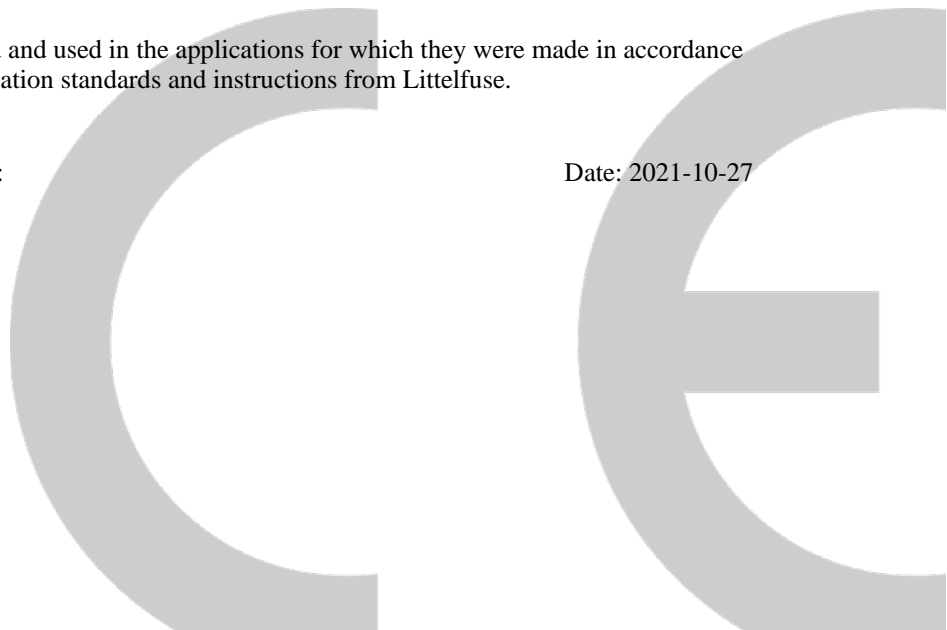 and used in the applications for which they were made in accordance
ation standards and instructions from Littelfuse.
: Date: 2021-10-27
CE